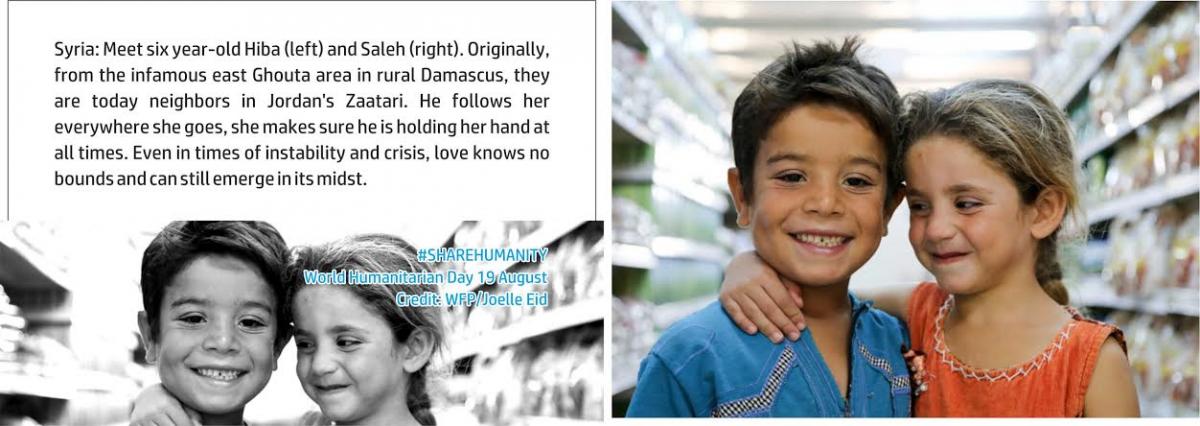 Syria: Meet six year-old Hiba (left) and Saleh (right). Originally,
from the infamous east Ghouta area in rural Damascus, they
are today neighbors in Jordan's Zaatari. He follows her
everywhere she goes, she makes sure he is holding her hand at
all times. Even in times of instability and crisis, love knows no
bounds and can still emerge in its midst.
#SHAREHUMANITY
World Humanitarian Day 19 August
Credit: WFP/Joelle Eid